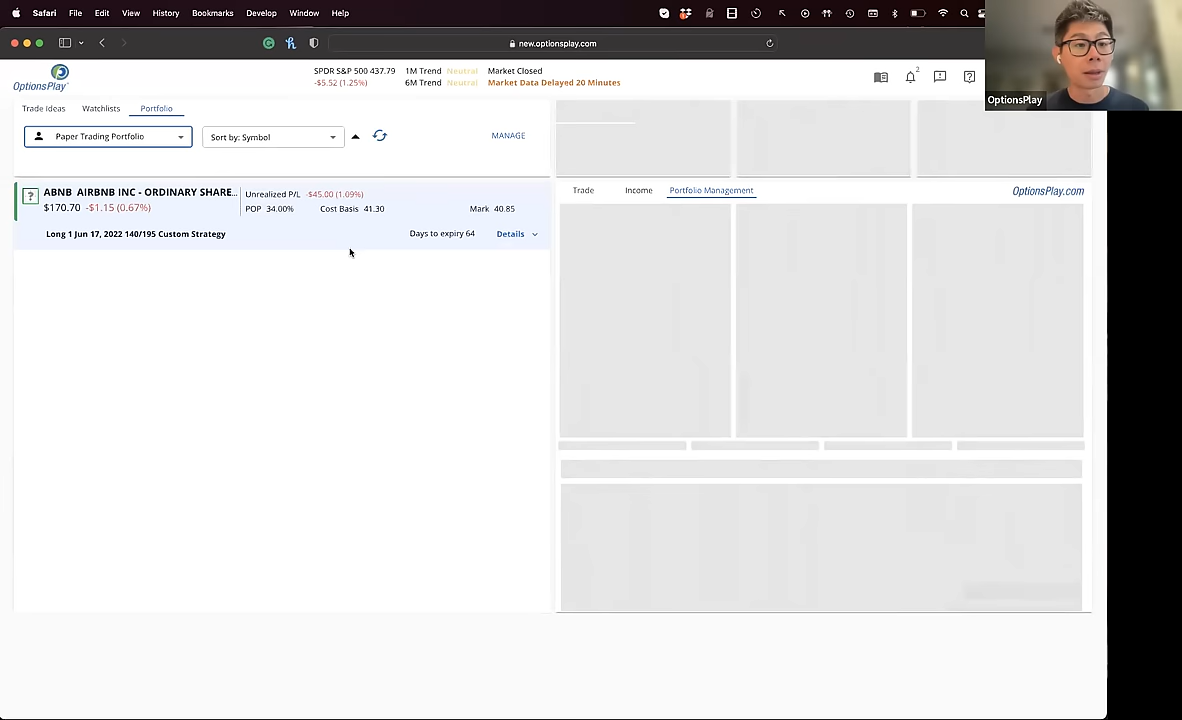 Safari File Edit View History Bookmarks Develop Window Help
new.optionsplay.com
OptionsPlay
SPDR S&P 500 437.79 1M Trend Neutral Market Closed
-$5.52 (1.25%) 6M Trend Neutral Market Data Delayed 20 Minutes
2
OptionsPlay
Trade Ideas Watchlists Portfolio
Paper Trading Portfolio Sort by: Symbol MANAGE
ABNB AIRBNB INC - ORDINARY SHARE... Unrealized P/L -$45.00 (1.09%)
$170.70 -$1.15 (0.67%) POP 34.00% Cost Basis 41.30 Mark 40.85
Long 1 Jun 17, 2022 140/195 Custom Strategy Days to expiry 64 Details
Trade Income Portfolio Management OptionsPlay.com